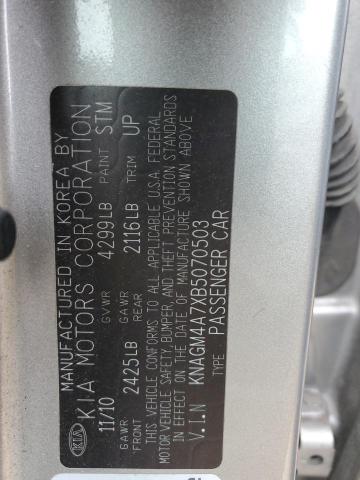 MANUFACTURED IN KOREA BY
KIA KIA MOTORS CORPORATION
11/10 GVWR 4299LB PAINT STM
GAWR FRONT 2425LB GAWR REAR 2116LB TRIM UP
THIS VEHICLE CONFORMS TO ALL APPLICABLE U.S.A. FEDERAL
MOTOR VEHICLE SAFETY, BUMPER, AND THEFT PREVENTION STANDARDS
IN EFFECT ON THE DATE OF MANUFACTURE SHOWN ABOVE
V.I.N KNAGM4A7XB5070503
TYPE PASSENGER CAR